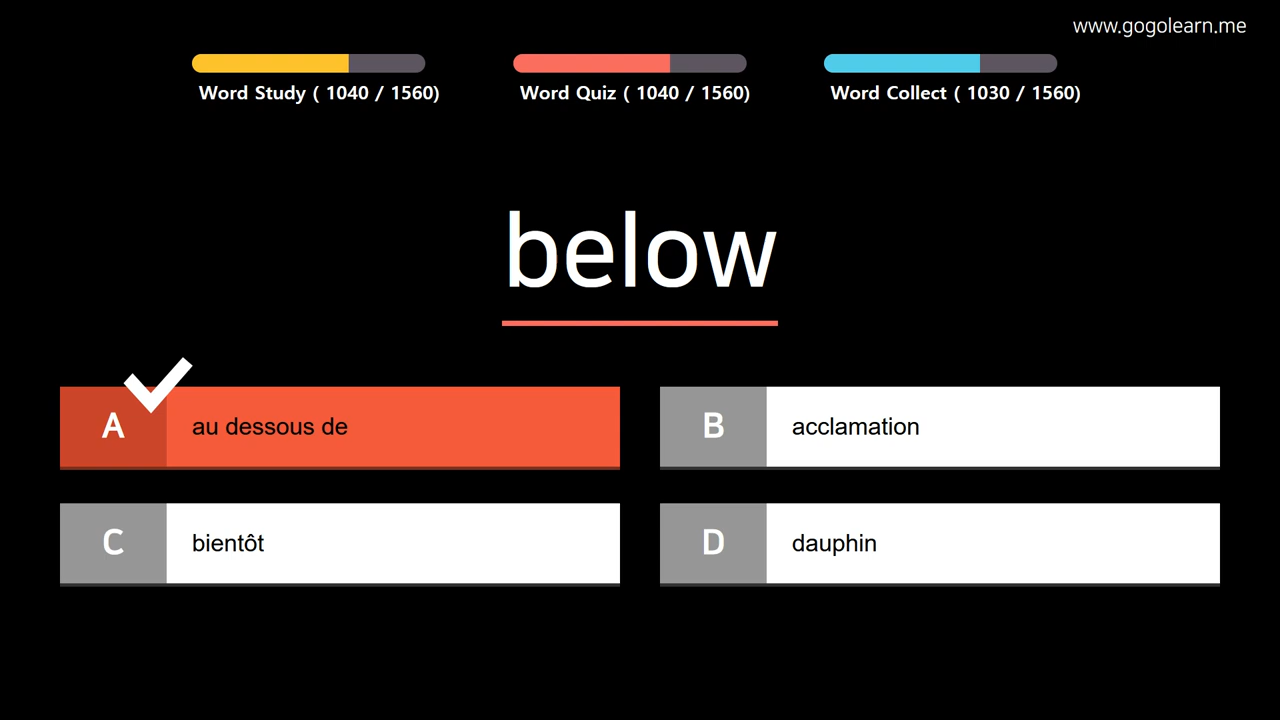 www.gogolearn.me
Word Study ( 1040 / 1560)
Word Quiz ( 1040 / 1560)
Word Collect ( 1030 / 1560)
below
A au dessous de
B acclamation
C bientôt
D dauphin